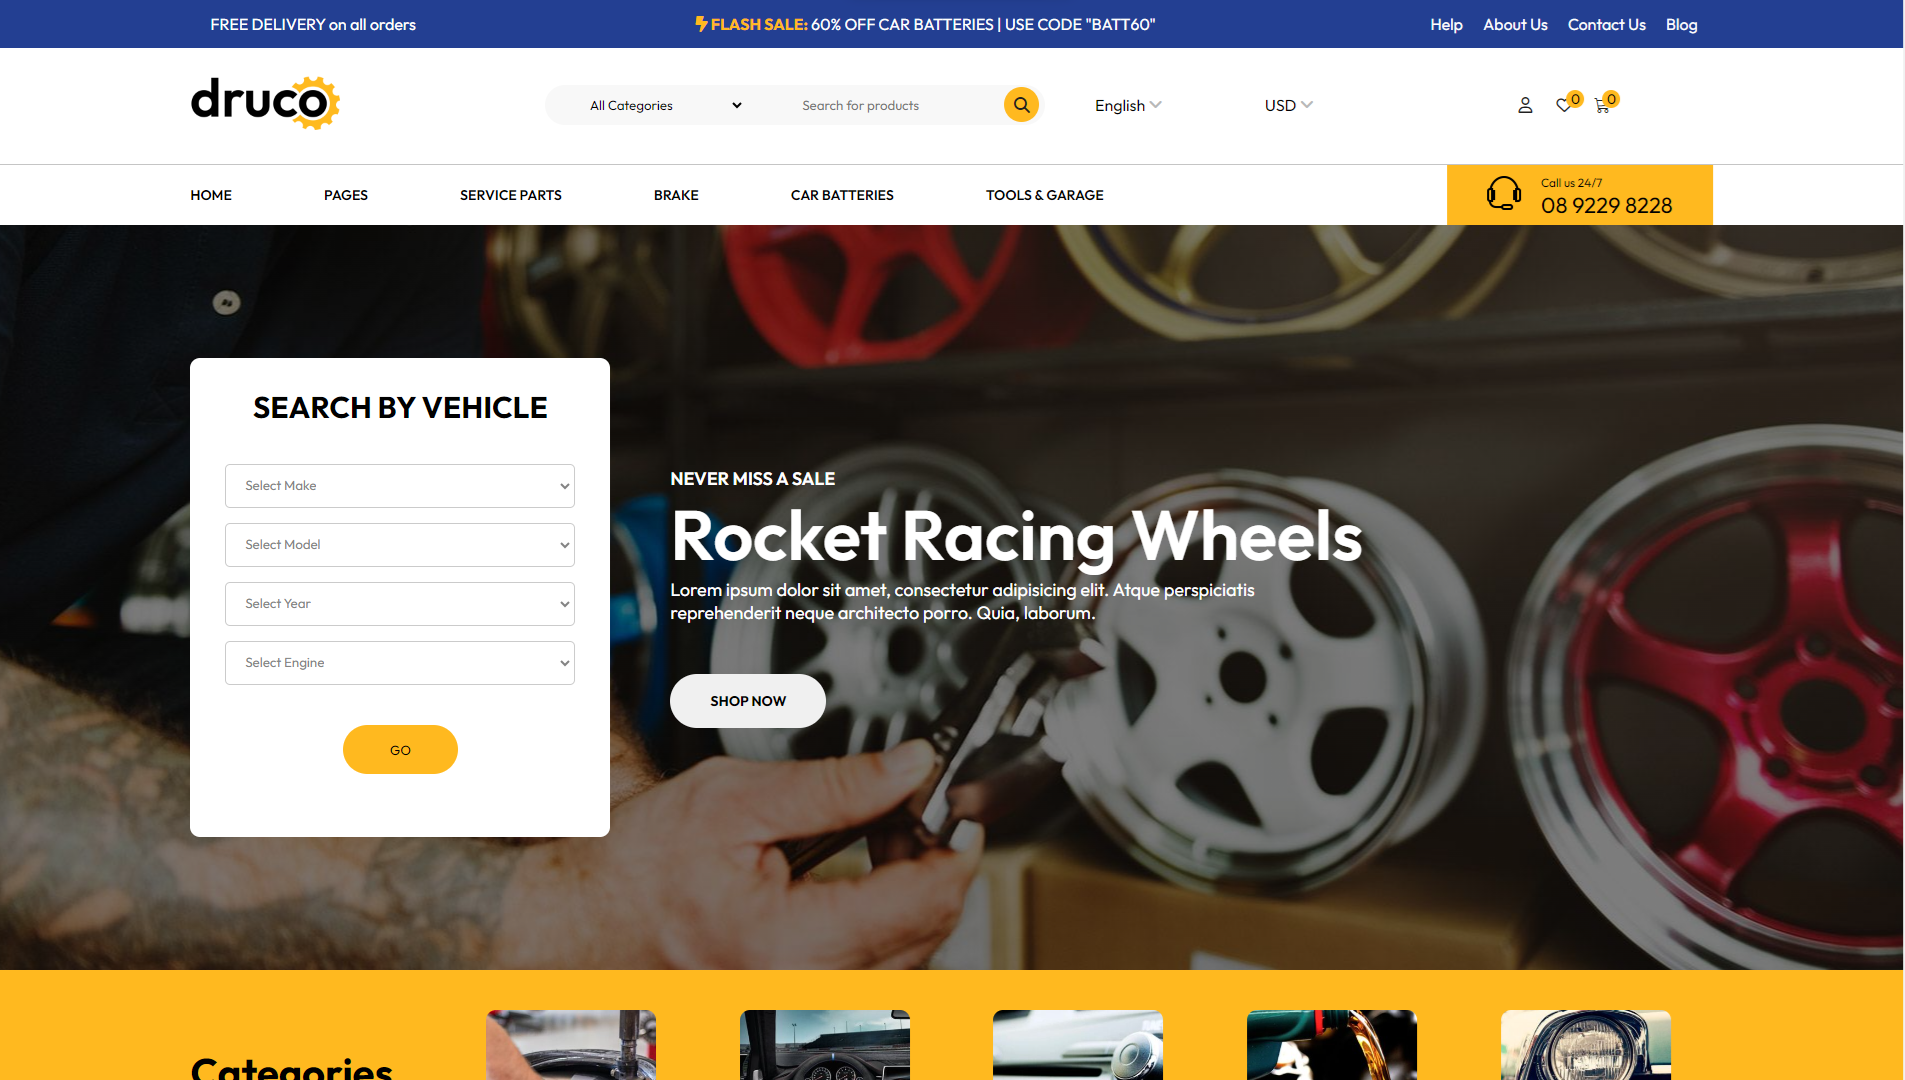 FREE DELIVERY on all orders
FLASH SALE: 60% OFF CAR BATTERIES | USE CODE "BATT60"
Help About Us Contact Us Blog
druco
All Categories
Search for products
English
USD
0
0
HOME PAGES SERVICE PARTS BRAKE CAR BATTERIES TOOLS & GARAGE
Call us 24/7
08 9229 8228
SEARCH BY VEHICLE
Select Make
Select Model
Select Year
Select Engine
GO
NEVER MISS A SALE
Rocket Racing Wheels
Lorem ipsum dolor sit amet, consectetur adipisicing elit. Atque perspiciatis
reprehenderit neque architecto porro. Quia, laborum.
SHOP NOW
Categories